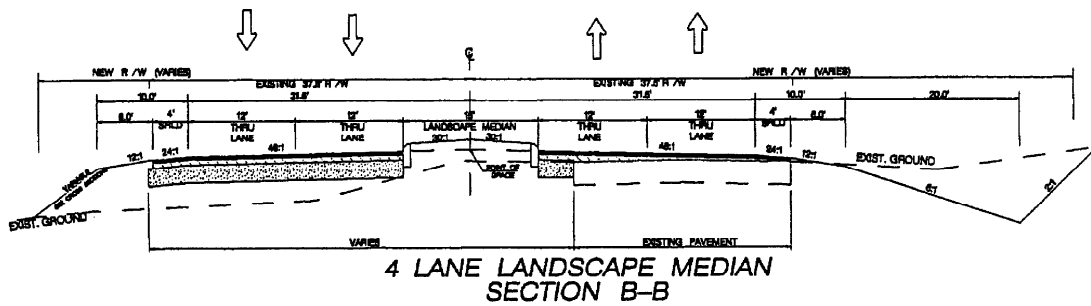 ℄
NEW R/W (VARIES)
NEW R/W (VARIES)
EXISTING 37.5' R/W
EXISTING 37.5' R/W
10.0'
31.5'
31.5'
10.0'
20.0'
6.0'
4'
12'
12'
12'
12'
4'
6.0'
SHLD
THRU
LANE
THRU
LANE
LANDSCAPE MEDIAN
THRU
LANE
THRU
LANE
SHLD
12:1
24:1
48:1
48:1
24:1
12:1
EXIST. GROUND
SPACE
6:1
2:1
EXIST. GROUND
VARIES
EXISTING PAVEMENT
4 LANE LANDSCAPE MEDIAN
SECTION B-B